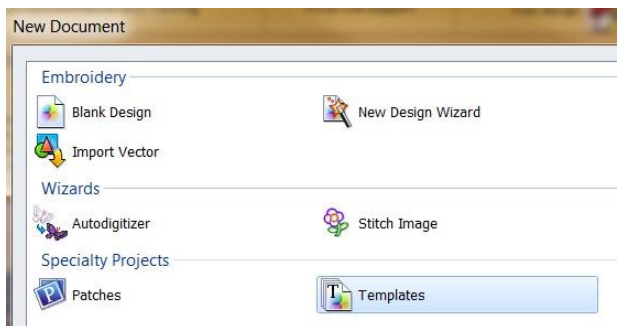 New Document
Embroidery
Blank Design New Design Wizard
Import Vector
Wizards
Autodigitizer Stitch Image
Specialty Projects
Patches Templates